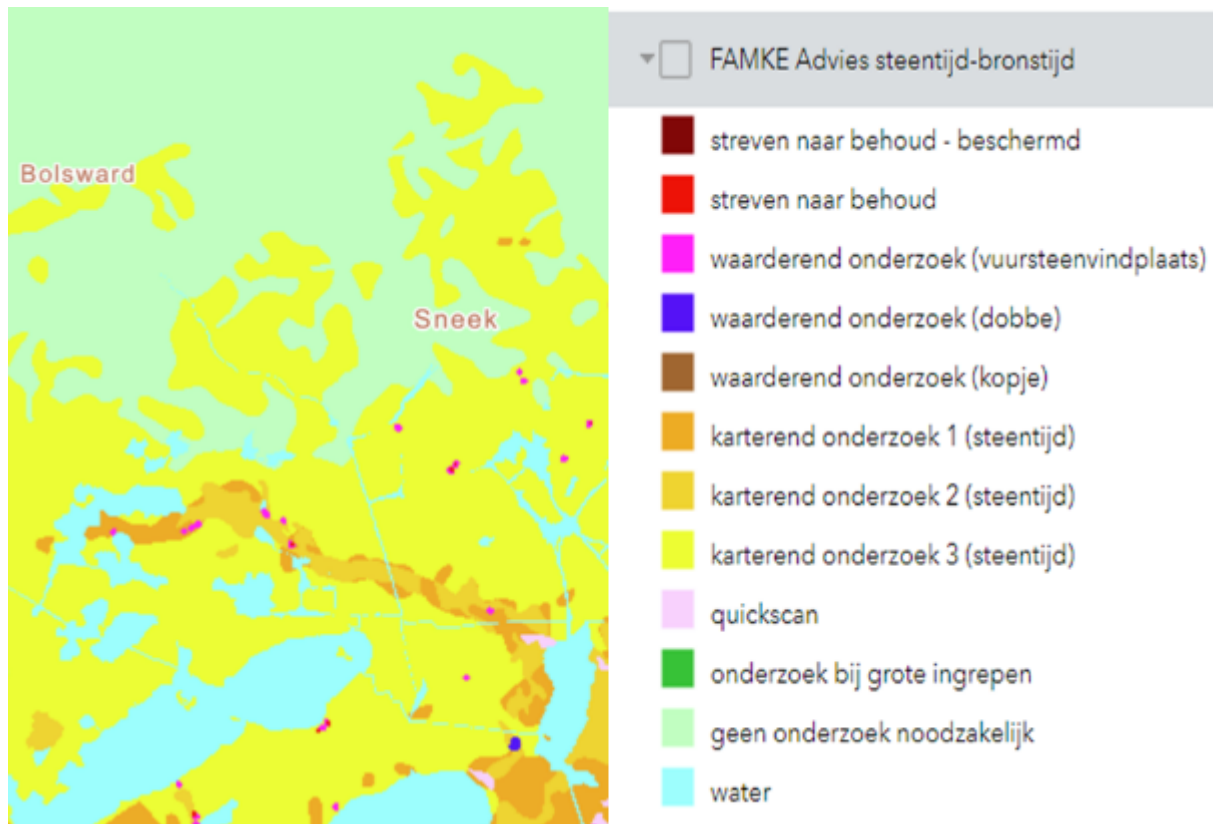 Bolsward
Sneek
FAMKE Advies steentijd-bronstijd
streven naar behoud - beschermd
streven naar behoud
waarderend onderzoek (vuursteenvindplaats)
waarderend onderzoek (dobbe)
waarderend onderzoek (kopje)
karterend onderzoek 1 (steentijd)
karterend onderzoek 2 (steentijd)
karterend onderzoek 3 (steentijd)
quickscan
onderzoek bij grote ingrepen
geen onderzoek noodzakelijk
water